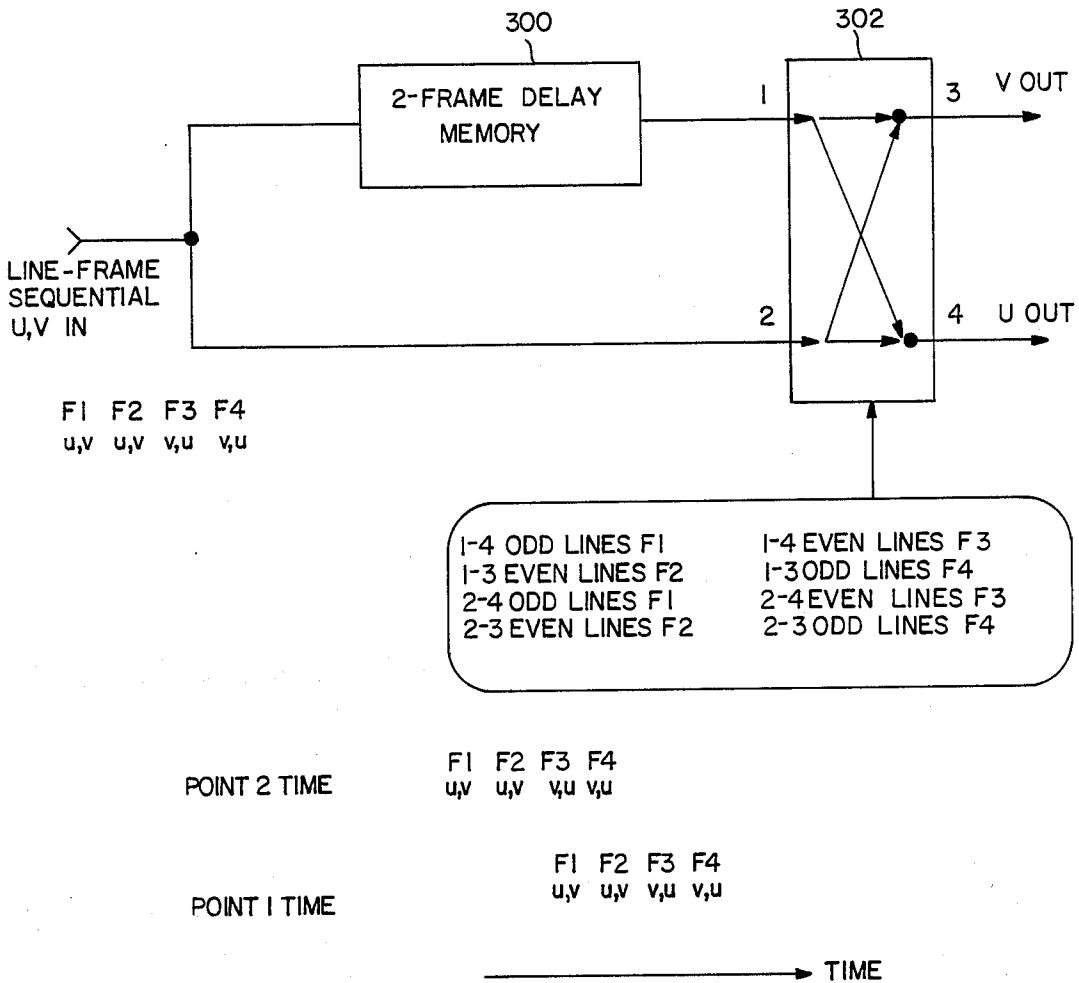 300
302
2-FRAME DELAY
MEMORY
1
3
V OUT
LINE-FRAME
SEQUENTIAL
U,V IN
2
4
U OUT
F1 F2 F3 F4
u,v u,v v,u v,u
1-4 ODD LINES F1
1-3 EVEN LINES F2
2-4 ODD LINES F1
2-3 EVEN LINES F2
1-4 EVEN LINES F3
1-3 ODD LINES F4
2-4 EVEN LINES F3
2-3 ODD LINES F4
F1 F2 F3 F4
POINT 2 TIME
u,v u,v v,u v,u
F1 F2 F3 F4
u,v u,v v,u v,u
POINT 1 TIME
TIME